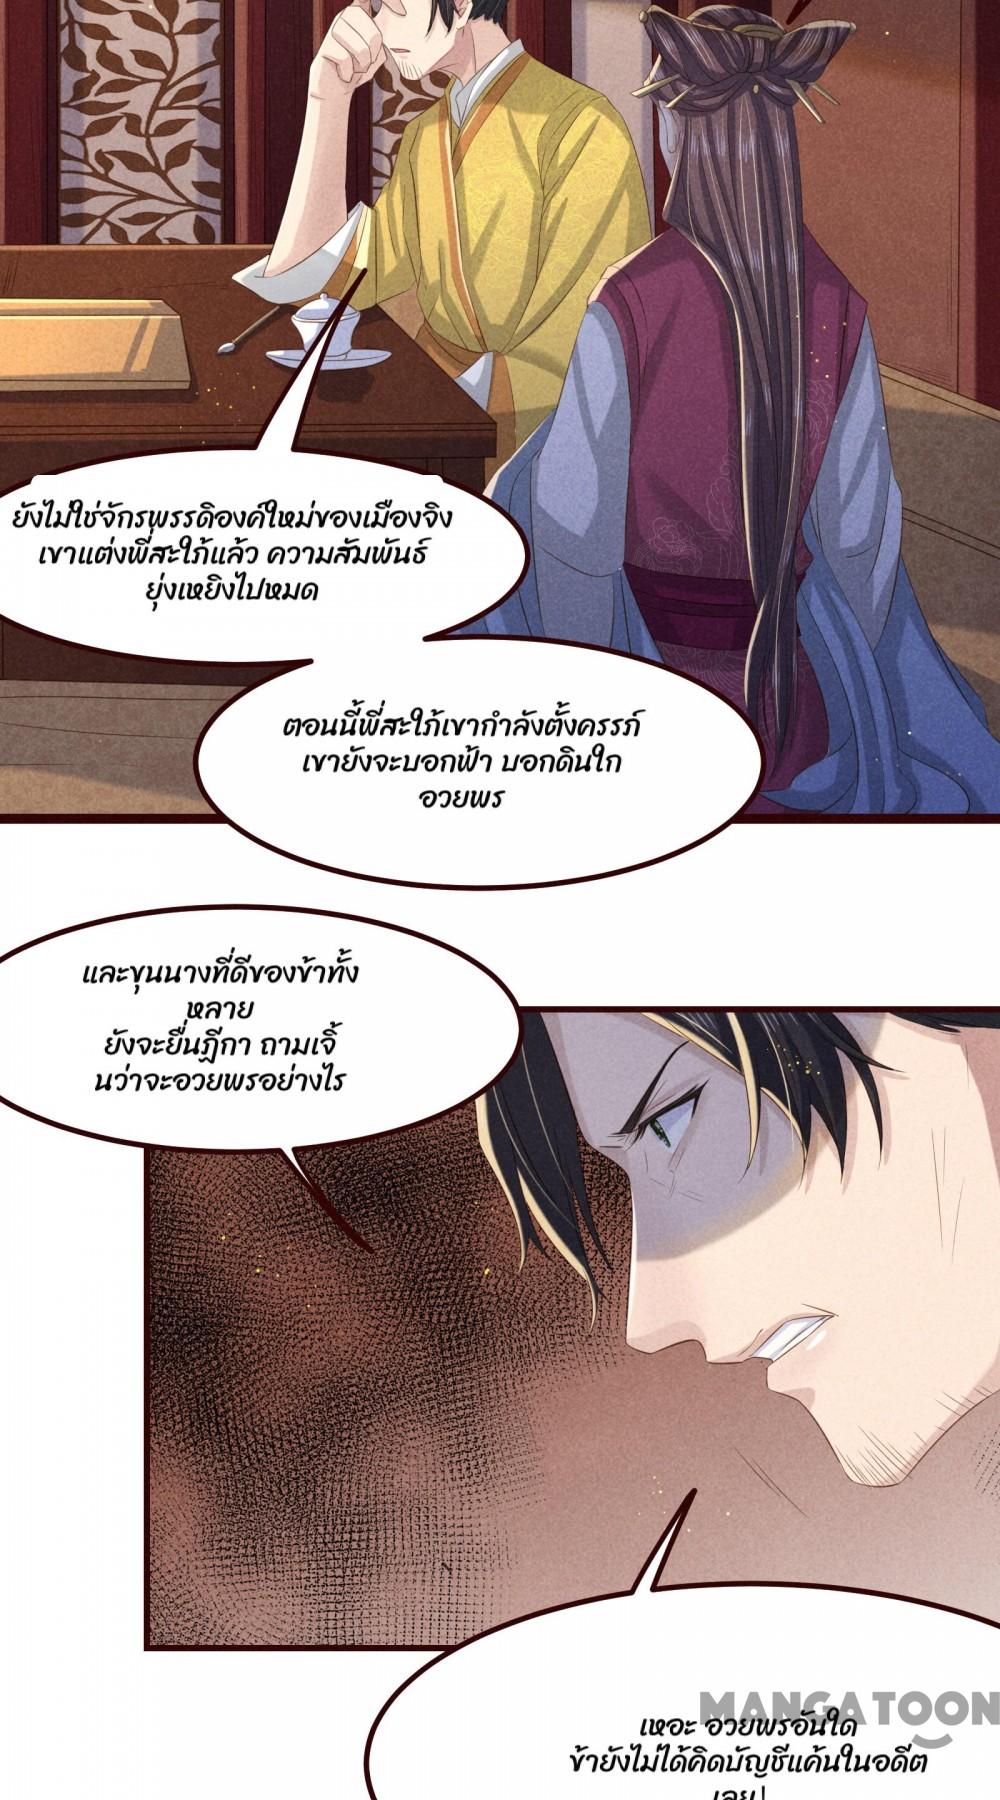 ยังไม่ใช่จักรพรรดิองค์ใหม่ของเมืองจิง
เขาแต่งพี่สะใภ้แล้ว ความสัมพันธ์
ยุ่งเหยิงไปหมด
ตอนนี้พี่สะใภ้เขากำลังตั้งครรภ์
เขายังจะบอกฟ้า บอกดินใก
อวยพร
และขุนนางที่ดีของข้าทั้ง
หลาย
ยังจะยื่นฎีกา ถามเจิ้
นว่าจะอวยพรอย่างไร
MANGATOON
เหอะ อวยพรอันใด
ข้ายังไม่ได้คิดบัญชีแค้นในอดีต
เลย!